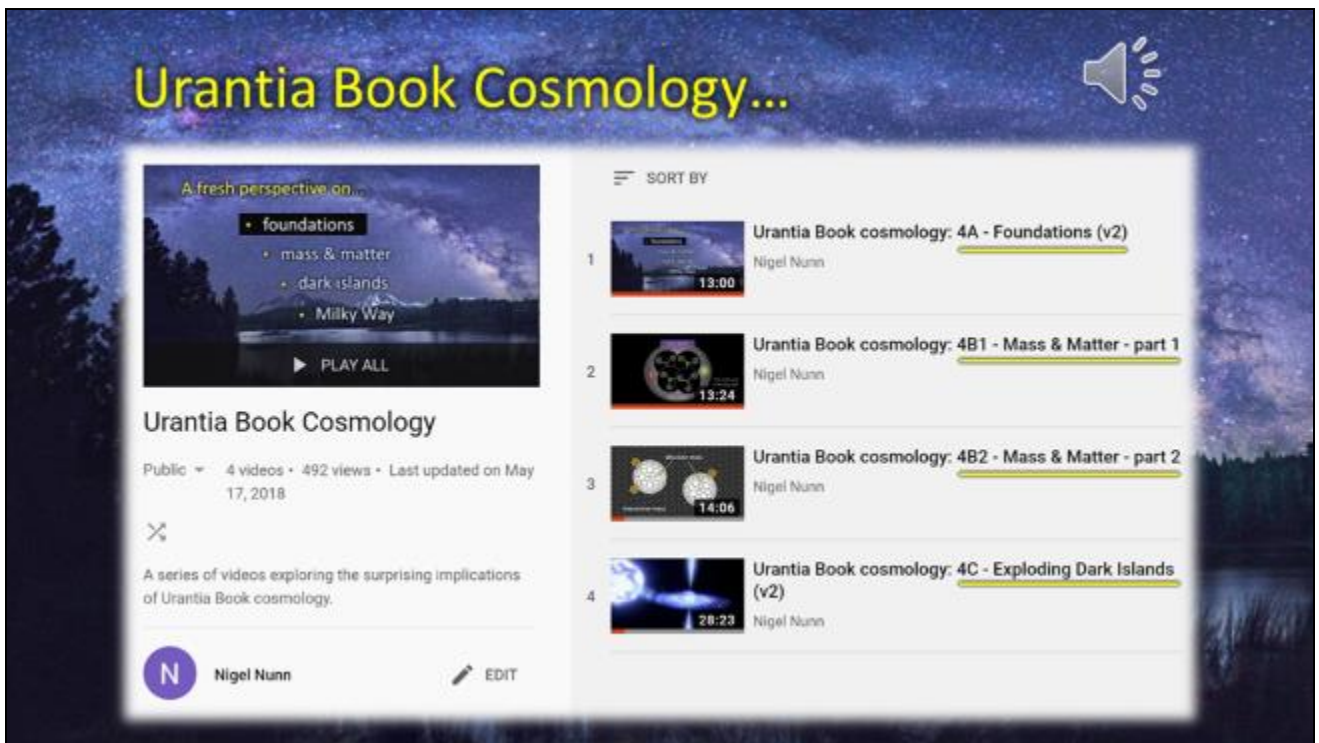 Urantia Book Cosmology...
A fresh perspective on...
• foundations
• mass & matter
• dark islands
• Milky Way
PLAY ALL
Urantia Book Cosmology
Public
4 videos • 492 views • Last updated on May
17, 2018
A series of videos exploring the surprising implications
of Urantia Book cosmology.
N
Nigel Nunn
EDIT
SORT BY
1
13:00
Urantia Book cosmology: 4A - Foundations (v2)
Nigel Nunn
2
13:24
Urantia Book cosmology: 4B1 - Mass & Matter - part 1
Nigel Nunn
3
14:06
Urantia Book cosmology: 4B2 - Mass & Matter - part 2
Nigel Nunn
4
28:23
Urantia Book cosmology: 4C - Exploding Dark Islands
(v2)
Nigel Nunn